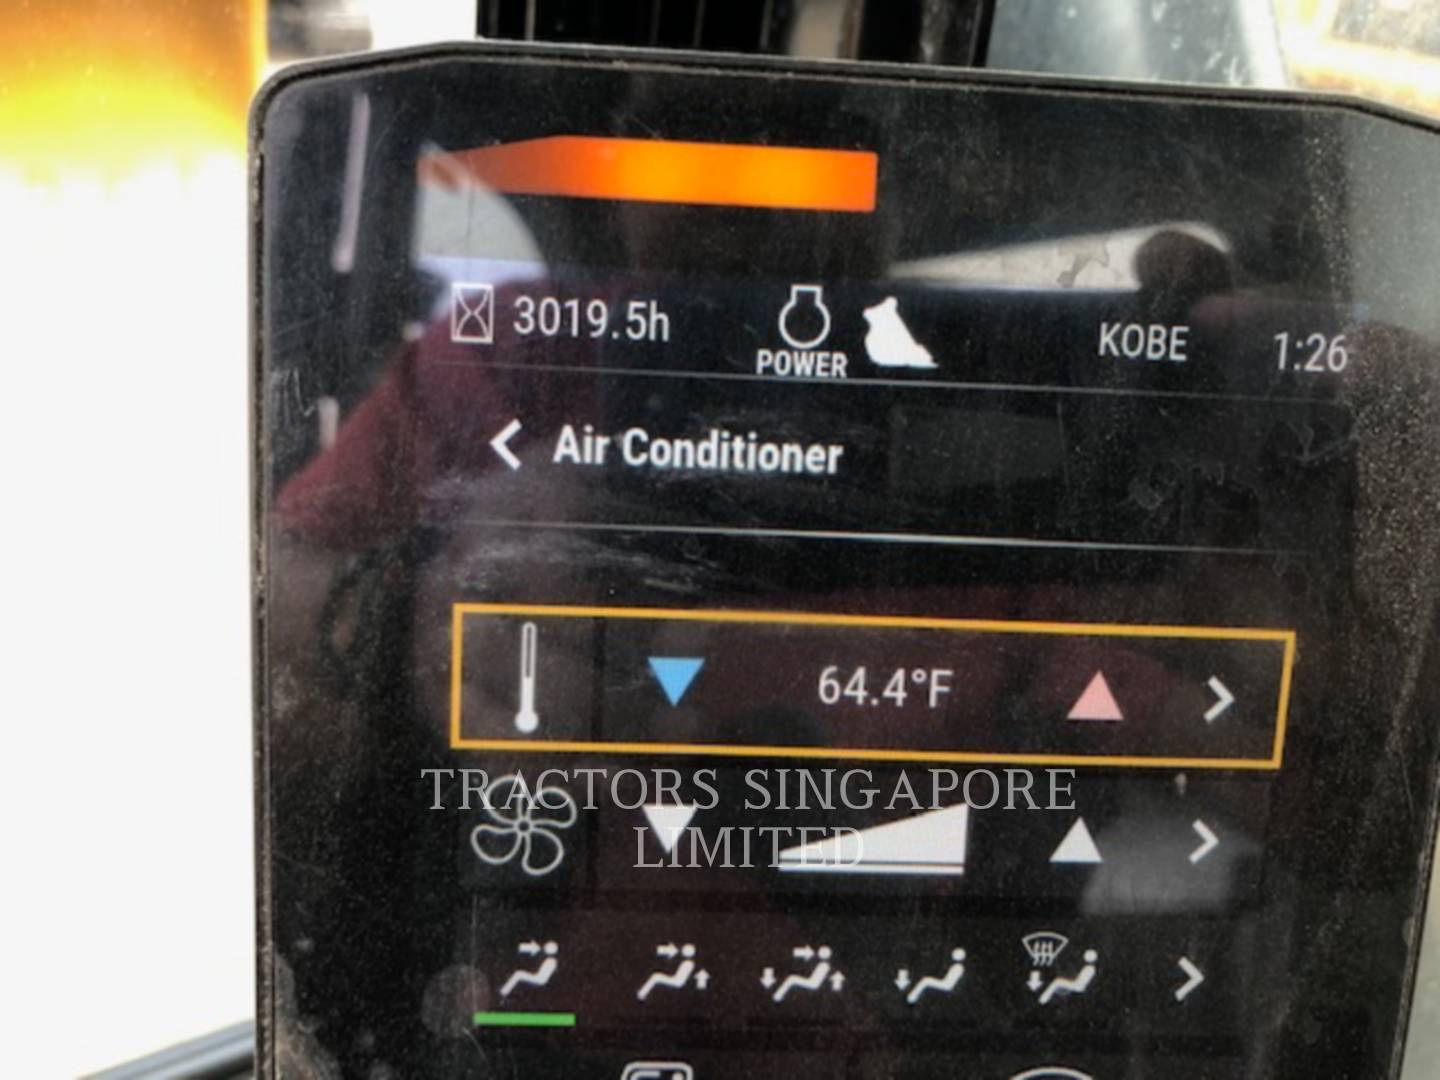 3019.5h
POWER
KOBE
1:26
Air Conditioner
64.4°F
TRACTORS SINGAPORE
LIMITED